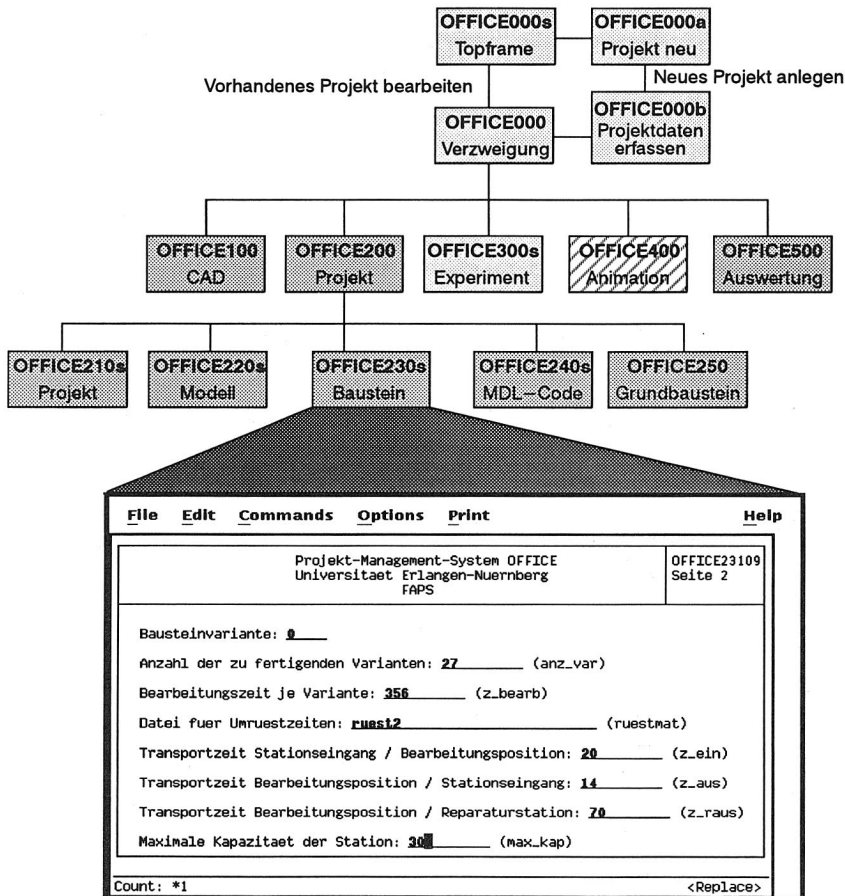 OFFICE000s
Topframe
OFFICE000a
Projekt neu
Vorhandenes Projekt bearbeiten
Neues Projekt anlegen
OFFICE000
Verzweigung
OFFICE000b
Projektdaten
erfassen
OFFICE100
CAD
OFFICE200
Projekt
OFFICE300s
Experiment
OFFICE400
Animation
OFFICE500
Auswertung
OFFICE210s
Projekt
OFFICE220s
Modell
OFFICE230s
Baustein
OFFICE240s
MDL-Code
OFFICE250
Grundbaustein
File Edit Commands Options Print Help
Projekt-Management-System OFFICE
Universitaet Erlangen-Nuernberg
FAPS
OFFICE23109
Seite 2
Bausteinvariante: 0
Anzahl der zu fertigenden Varianten: 27 (anz_var)
Bearbeitungszeit je Variante: 356 (z_bearb)
Datei fuer Umruestzeiten: ruest2 (ruestmat)
Transportzeit Stationseingang / Bearbeitungsposition: 20 (z_ein)
Transportzeit Bearbeitungsposition / Stationseingang: 14 (z_aus)
Transportzeit Bearbeitungsposition / Reparaturstation: 70 (z_raus)
Maximale Kapazitaet der Station: 30 (max_kap)
Count: *1 <Replace>